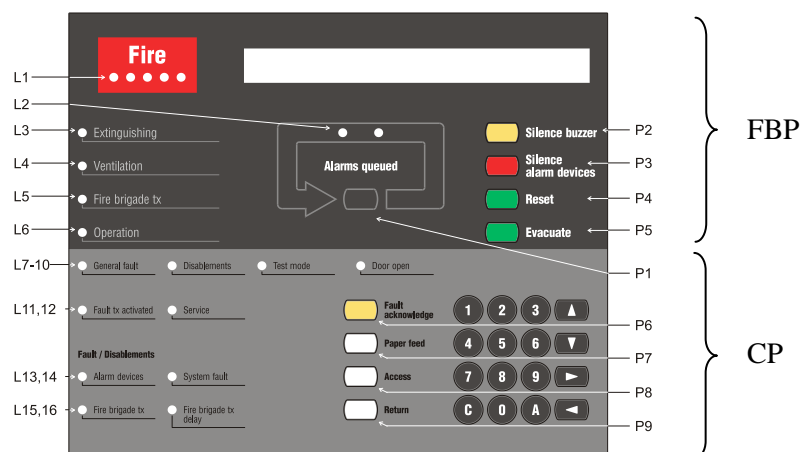 Fire
L1
L2
L3
Extinguishing
Silence buzzer
P2
FBP
L4
Ventilation
Alarms queued
Silence
alarm devices
P3
L5
Fire brigade tx
Reset
P4
L6
Operation
Evacuate
P5
L7-10
General fault
Disablements
Test mode
Door open
P1
L11,12
Fault tx activated
Service
Fault
acknowledge
1 2 3
P6
CP
Paper feed
4 5 6
P7
Fault / Disablements
L13,14
Alarm devices
System fault
Access
7 8 9
P8
L15,16
Fire brigade tx
Fire brigade tx
delay
Return
C 0 A
P9